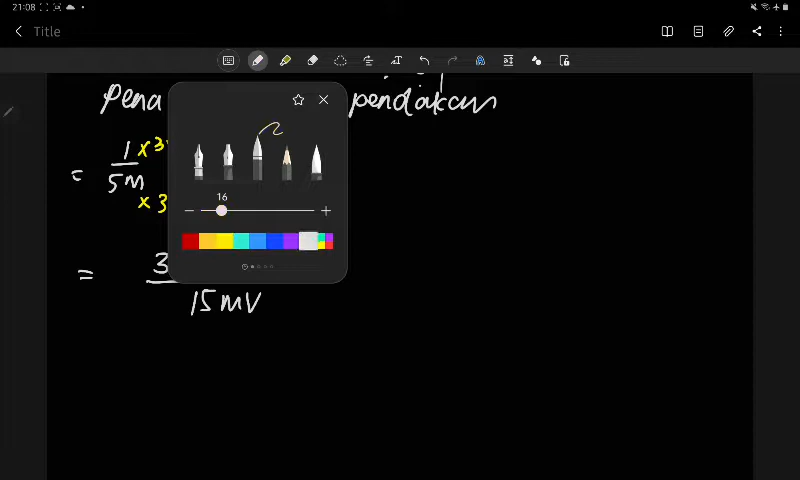 21:08
Title
Pena pendakan
16
= 1/5m × 3
× 3
= 3
15mv